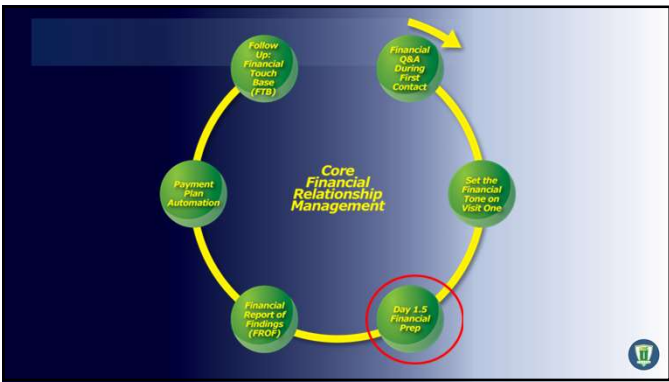 Follow
Up:
Financial
Touch
Base
(FTB)
Financial
Q&A
During
First
Contact
Core
Financial
Relationship
Management
Payment
Plan
Automation
Set the
Financial
Tone on
Visit One
Financial
Report of
Findings
(FROF)
Day 1.5
Financial
Prep